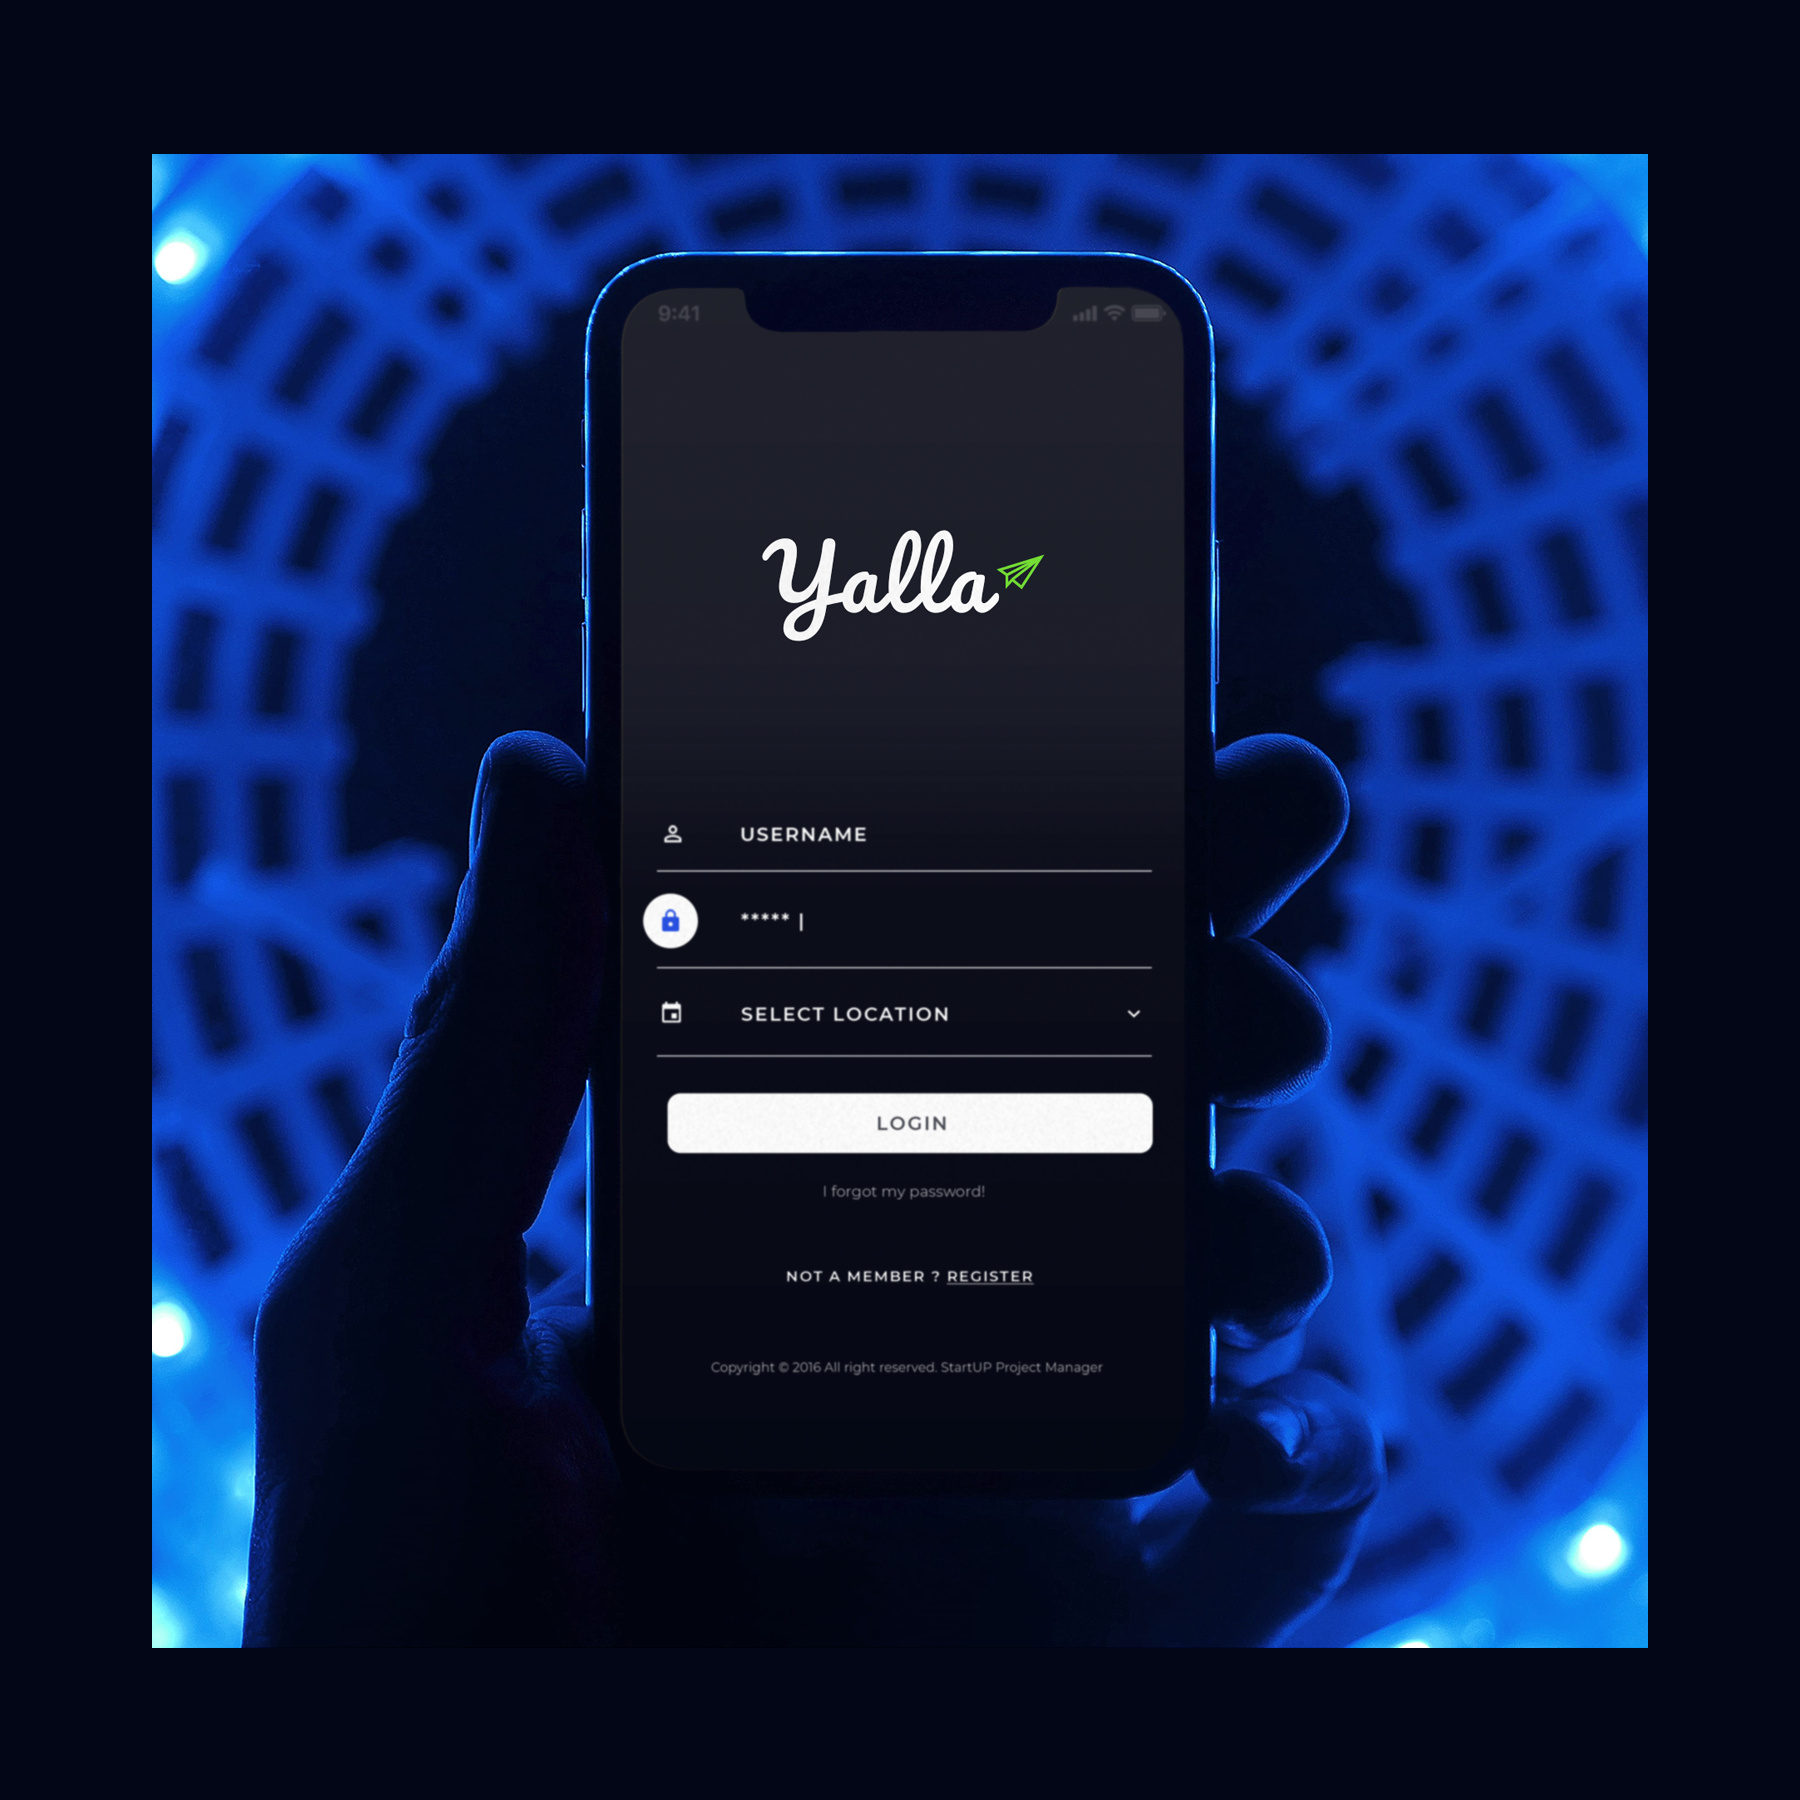 9:41
Yalla
USERNAME
***** |
SELECT LOCATION
LOGIN
I forgot my password!
NOT A MEMBER ? REGISTER
Copyright © 2016 All right reserved. StartUP Project Manager